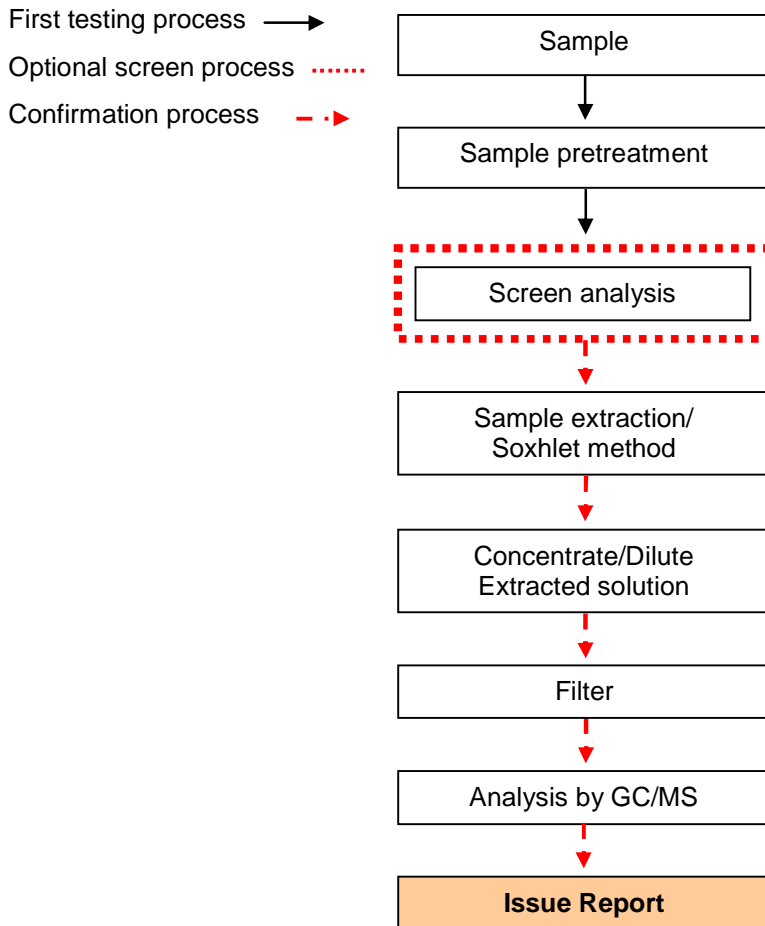 First testing process
Optional screen process
Confirmation process
Sample
Sample pretreatment
Screen analysis
Sample extraction/
Soxhlet method
Concentrate/Dilute
Extracted solution
Filter
Analysis by GC/MS
Issue Report